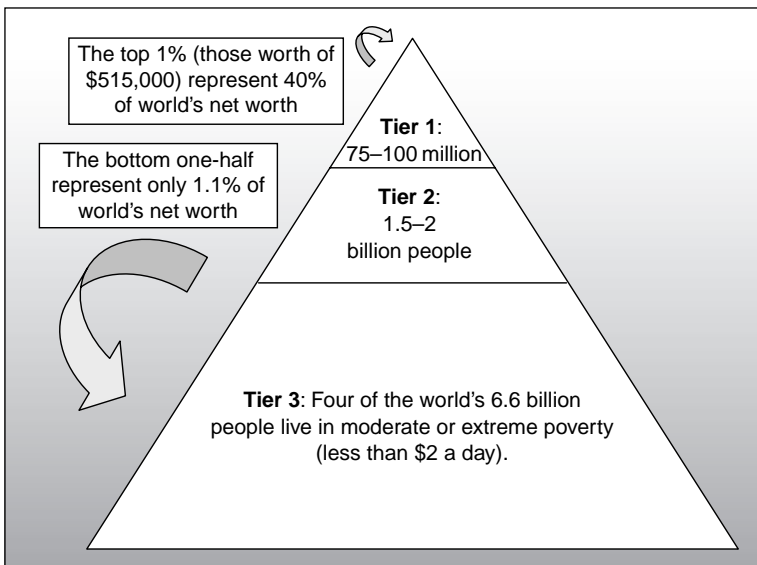 The top 1% (those worth of
$515,000) represent 40%
of world's net worth
The bottom one-half
represent only 1.1% of
world's net worth
Tier 1:
75–100 million
Tier 2:
1.5–2
billion people
Tier 3: Four of the world's 6.6 billion
people live in moderate or extreme poverty
(less than $2 a day).